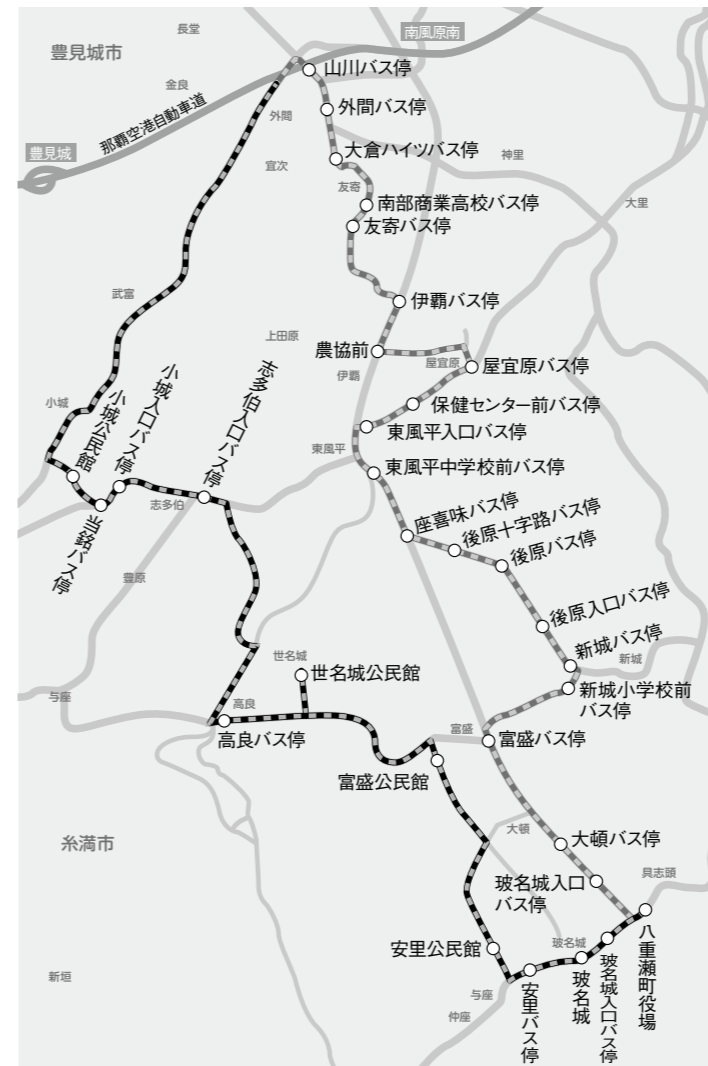 長堂
南風原南
豊見城市
山川バス停
金良
那覇空港自動車道
外間バス停
外間
豊見城
大倉ハイツバス停
神里
宜次
友寄
南部商業高校バス停
大里
友寄バス停
武富
伊覇バス停
上田原
農協前
屋宜原
屋宜原バス停
伊覇
志多伯入口バス停
小城入口バス停
小城公民館
小城
保健センター前バス停
東風平入口バス停
東風平
東風平中学校前バス停
志多伯
座喜味バス停
後原十字路バス停
後原バス停
当銘バス停
豊原
後原入口バス停
新城バス停
新城
世名城
世名城公民館
新城小学校前
バス停
与座
高良
高良バス停
富盛
富盛バス停
富盛公民館
糸満市
大頓
大頓バス停
具志頭
玻名城入口
バス停
安里公民館
玻名城
八重瀬町役場
玻名城入口バス停
玻名城
安里バス停
新垣
与座
仲座